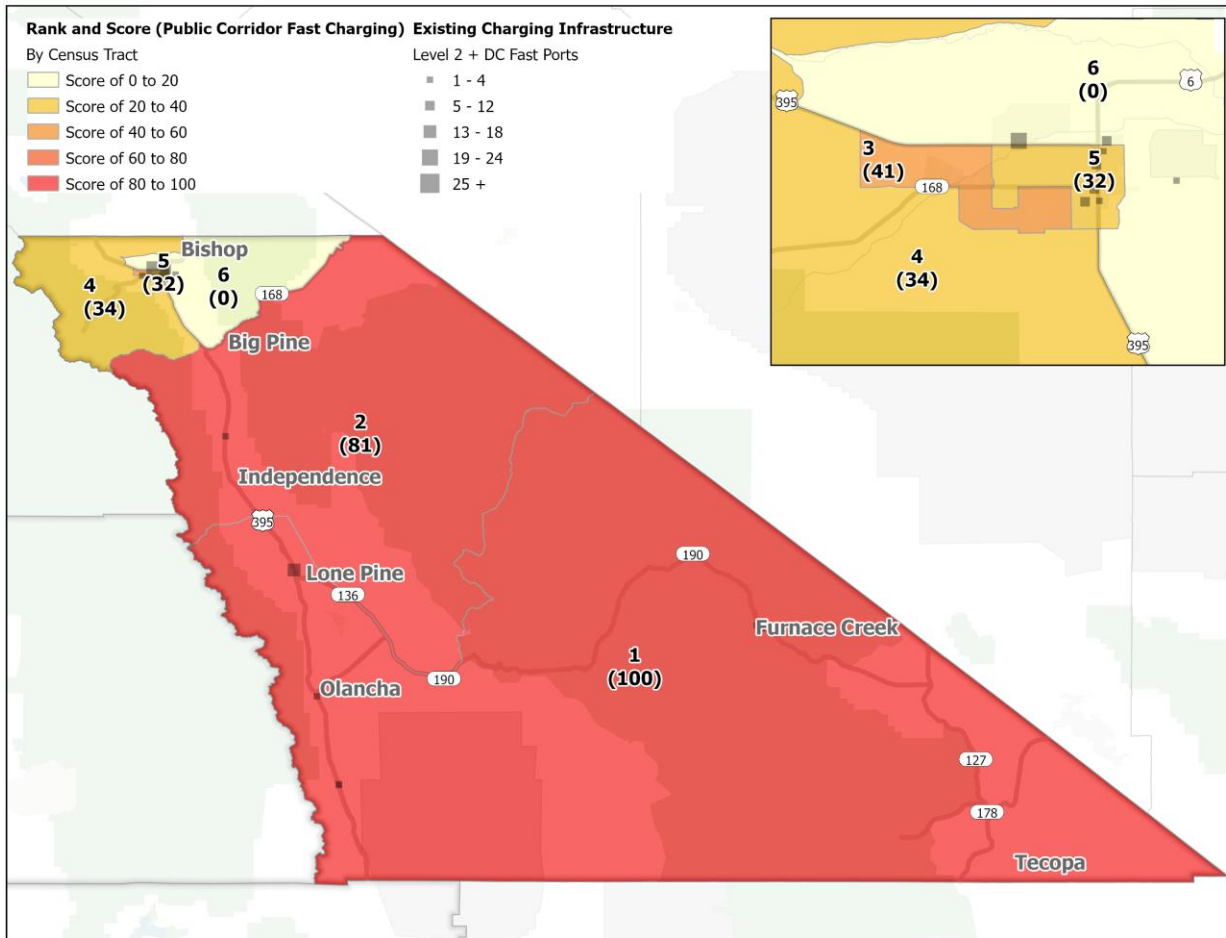 Rank and Score (Public Corridor Fast Charging)
By Census Tract
Score of 0 to 20
Score of 20 to 40
Score of 40 to 60
Score of 60 to 80
Score of 80 to 100
Existing Charging Infrastructure
Level 2 + DC Fast Ports
1 - 4
5 - 12
13 - 18
19 - 24
25 +
6
(0)
6
395
3
(41)
5
(32)
168
4
(34)
395
Bishop
5
(32)
6
(0)
4
(34)
168
Big Pine
2
(81)
Independence
395
Lone Pine
136
190
Furnace Creek
1
(100)
190
Olancha
127
178
Tecopa